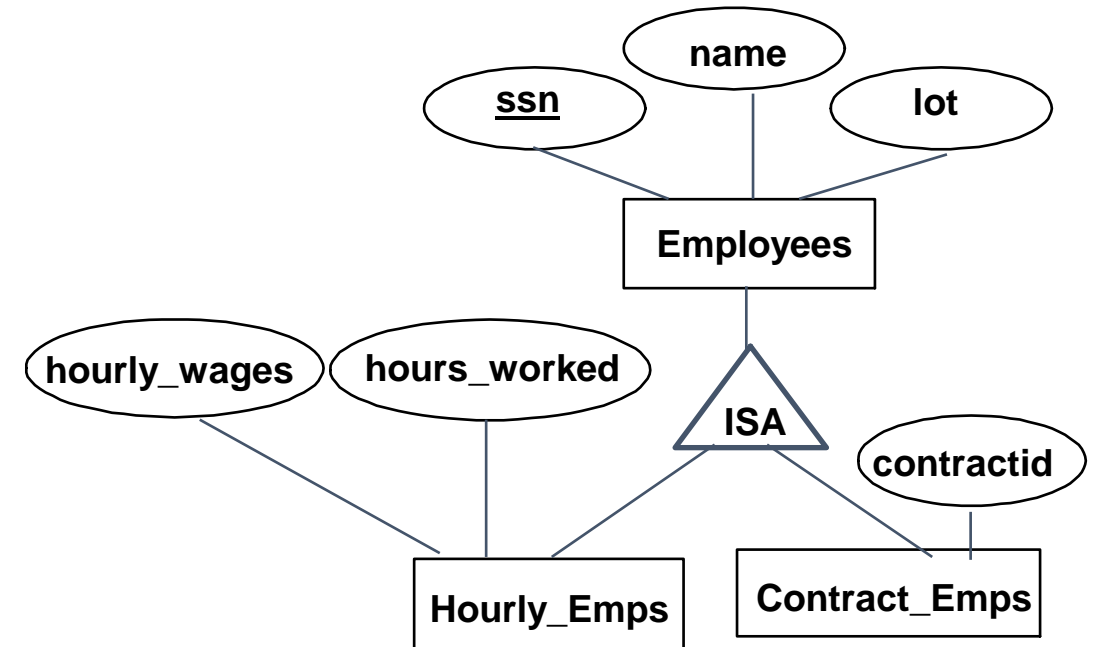 name
ssn
lot
Employees
hourly_wages
hours_worked
ISA
contractid
Hourly_Emps
Contract_Emps